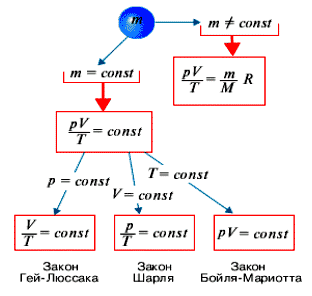 m
m ≠ const
m = const
pV/T = m/M R
pV/T = const
p = const
V = const
T = const
V/T = const
p/T = const
pV = const
Закон
Гей-Люссака
Закон
Шарля
Закон
Бойля-Мариотта